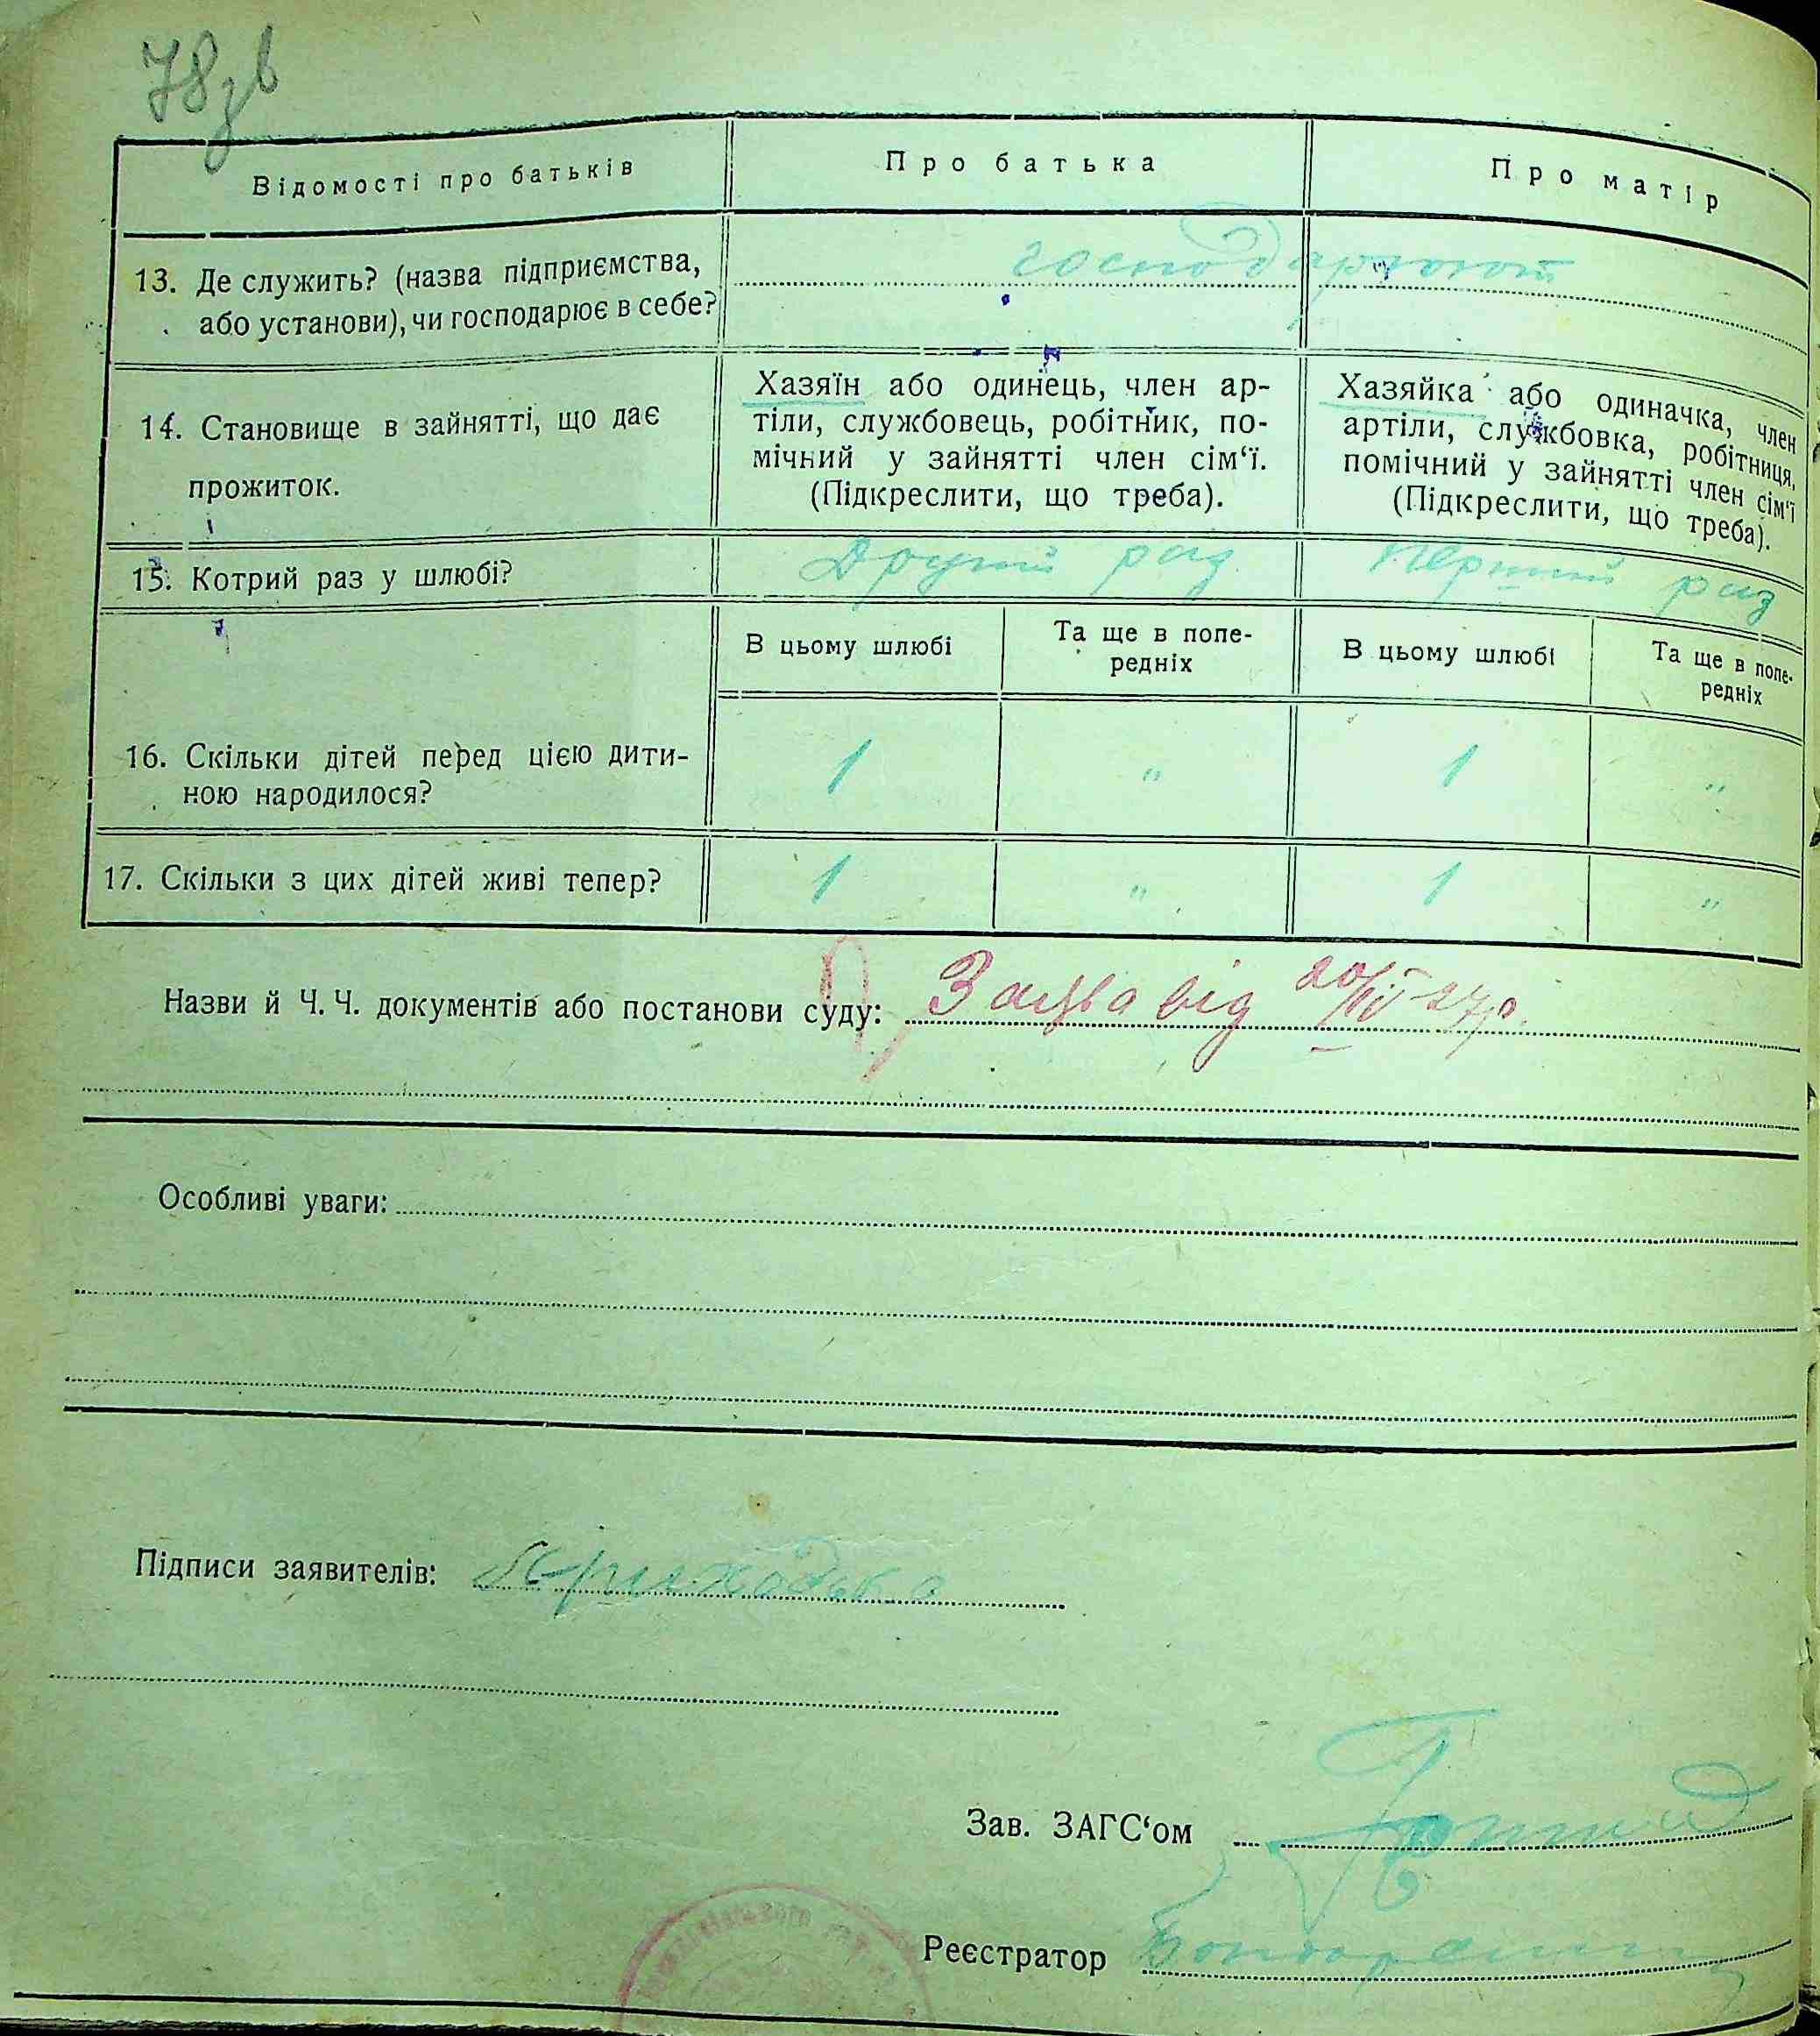 78зв
Відомості про батьків
Про батька
Про матір
13. Де служить? (назва підприємства,
або установи), чи господарює в себе?
господарюют
14. Становище в зайнятті, що дає
прожиток.
Хазяїн або одинець, член ар-
тіли, службовець, робітник, по-
мічний у зайнятті член сім‘ї.
(Підкреслити, що треба).
Хазяйка або одиначка, член
артіли, службовка, робітниця,
помічний у зайнятті член сім‘ї
(Підкреслити, що треба).
15. Котрий раз у шлюбі?
Другий раз
Перший раз
В цьому шлюбі
Та ще в попе-
редніх
В цьому шлюбі
Та ще в попе-
редніх
16. Скільки дітей перед цією дити-
ною народилося?
1 " 1 "
17. Скільки з цих дітей живі тепер?
1 " 1 "
Назви й Ч. Ч. документів або постанови суду: Заява від 27р.
Особливі уваги:
Підписи заявителів: Приходько
Зав. ЗАГС‘ом
Реєстратор